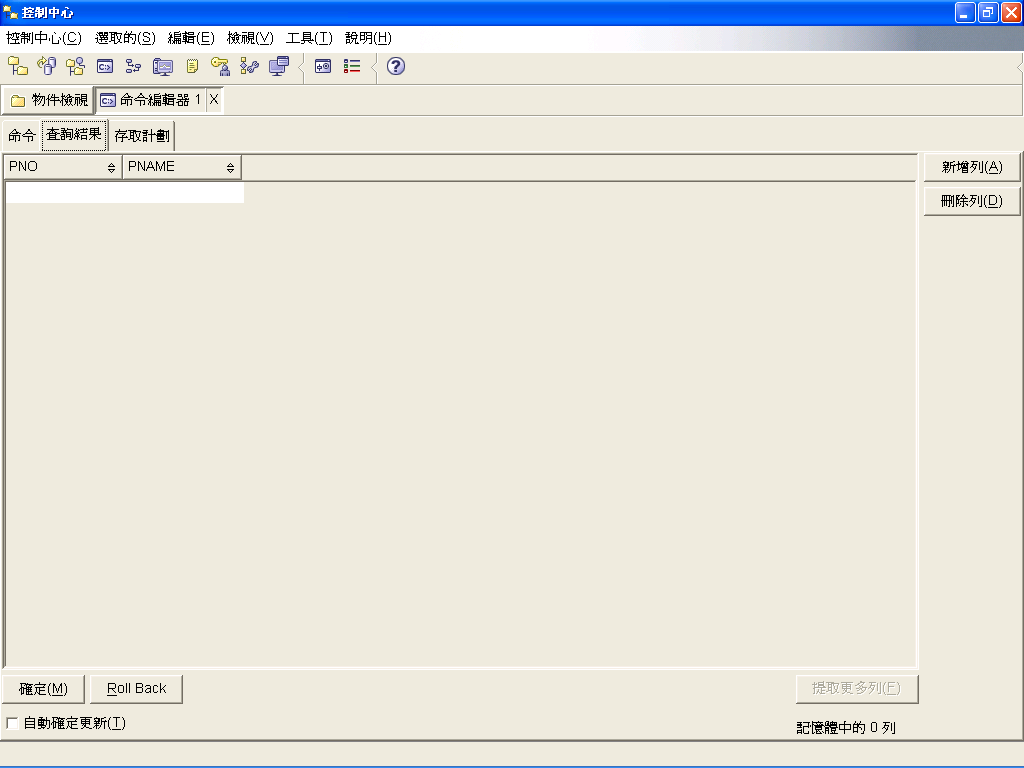 控制中心
控制中心(C) 選取的(S) 編輯(E) 檢視(V) 工具(T) 說明(H)
物件檢視 命令編輯器 1 X
命令 查詢結果 存取計劃
PNO PNAME
新增列(A)
刪除列(D)
確定(M) Roll Back 提取更多列(F)
自動確定更新(T)
記憶體中的 0 列